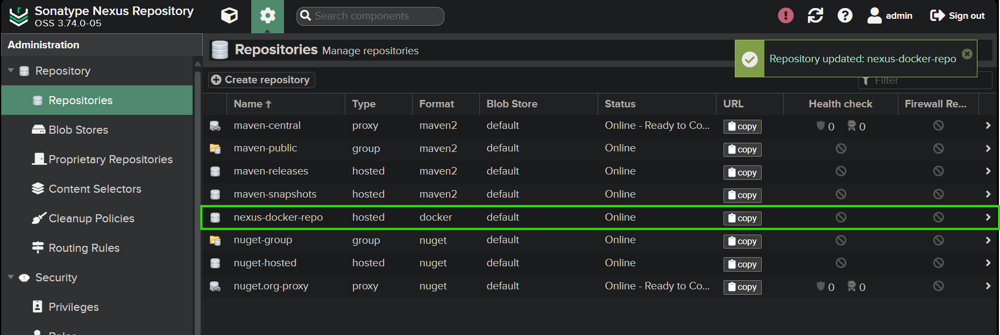 Sonatype Nexus Repository
OSS 3.74.0-05
Search components
admin
Sign out
Administration
Repository
Repositories
Blob Stores
Proprietary Repositories
Content Selectors
Cleanup Policies
Routing Rules
Security
Privileges
Roles
Repositories Manage repositories
Repository updated: nexus-docker-repo
Create repository
Filter
Name Type Format Blob Store Status URL Health check Firewall Re...
maven-central proxy maven2 default Online - Ready to Co... copy 0 0
maven-public group maven2 default Online copy
maven-releases hosted maven2 default Online copy
maven-snapshots hosted maven2 default Online copy
nexus-docker-repo hosted docker default Online copy
nuget-group group nuget default Online copy
nuget-hosted hosted nuget default Online copy
nuget.org-proxy proxy nuget default Online - Ready to Co... copy 0 0